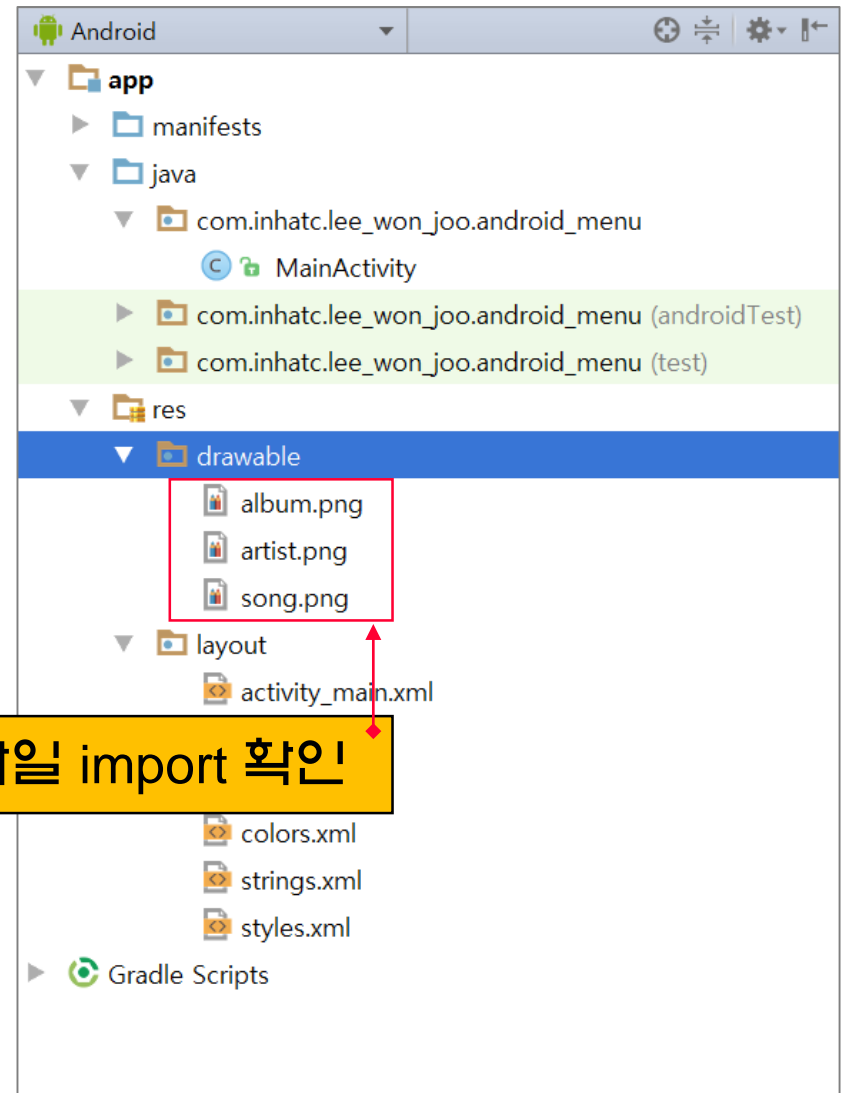 Android
app
manifests
java
com.inhatc.lee_won_joo.android_menu
MainActivity
com.inhatc.lee_won_joo.android_menu (androidTest)
com.inhatc.lee_won_joo.android_menu (test)
res
drawable
album.png
artist.png
song.png
layout
activity_main.xml
import 확인
colors.xml
strings.xml
styles.xml
Gradle Scripts